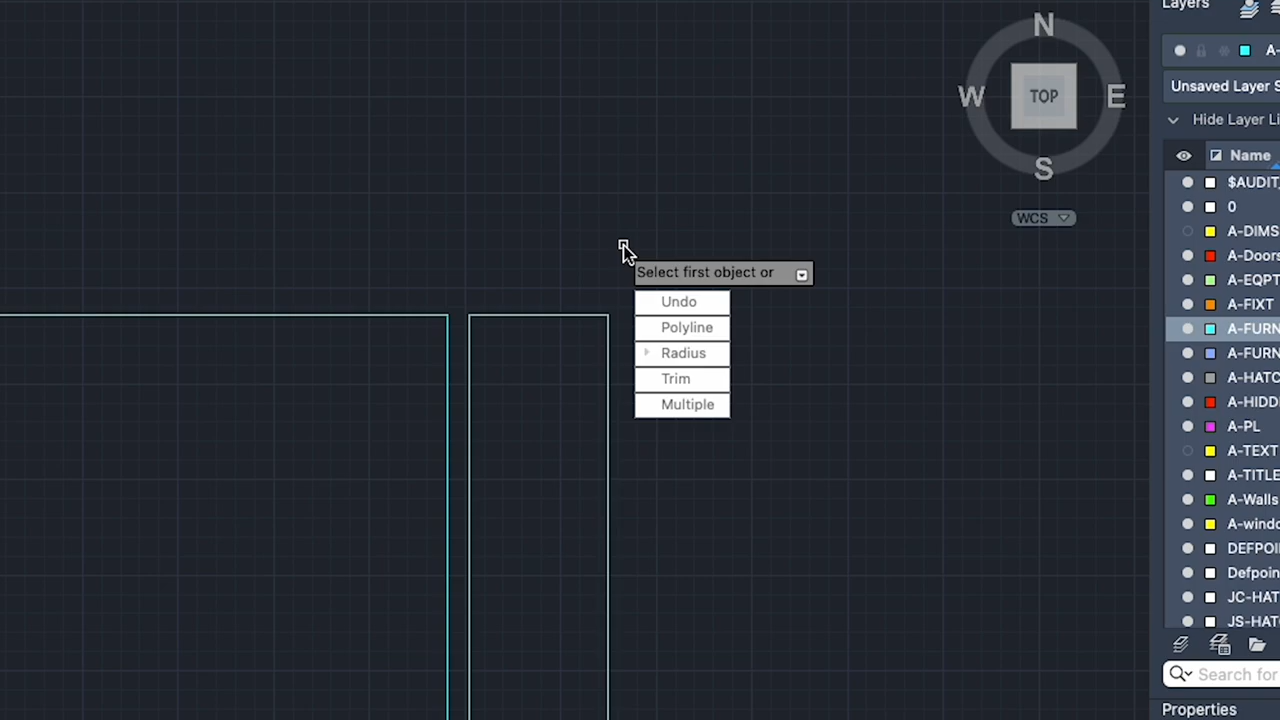 Layers
N
W
TOP
E
S
WCS
A-
Unsaved Layer S
Hide Layer Li
Name
$AUDIT
0
A-DIMS
A-Doors
A-EQPT
A-FIXT
A-FURN
A-FURN
A-HATC
A-HIDD
A-PL
A-TEXT
A-TITLE
A-Walls
A-windo
DEFPOI
Defpoin
JC-HAT
JS-HAT
Search for
Properties
Select first object or
Undo
Polyline
Radius
Trim
Multiple